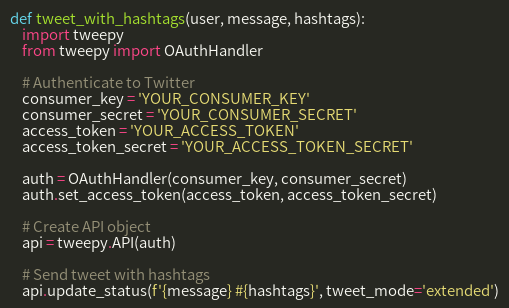 def tweet_with_hashtags(user, message, hashtags):
    import tweepy
    from tweepy import OAuthHandler

    # Authenticate to Twitter
    consumer_key = 'YOUR_CONSUMER_KEY'
    consumer_secret = 'YOUR_CONSUMER_SECRET'
    access_token = 'YOUR_ACCESS_TOKEN'
    access_token_secret = 'YOUR_ACCESS_TOKEN_SECRET'

    auth = OAuthHandler(consumer_key, consumer_secret)
    auth.set_access_token(access_token, access_token_secret)

    # Create API object
    api = tweepy.API(auth)

    # Send tweet with hashtags
    api.update_status(f'{message} #{hashtags}', tweet_mode='extended')